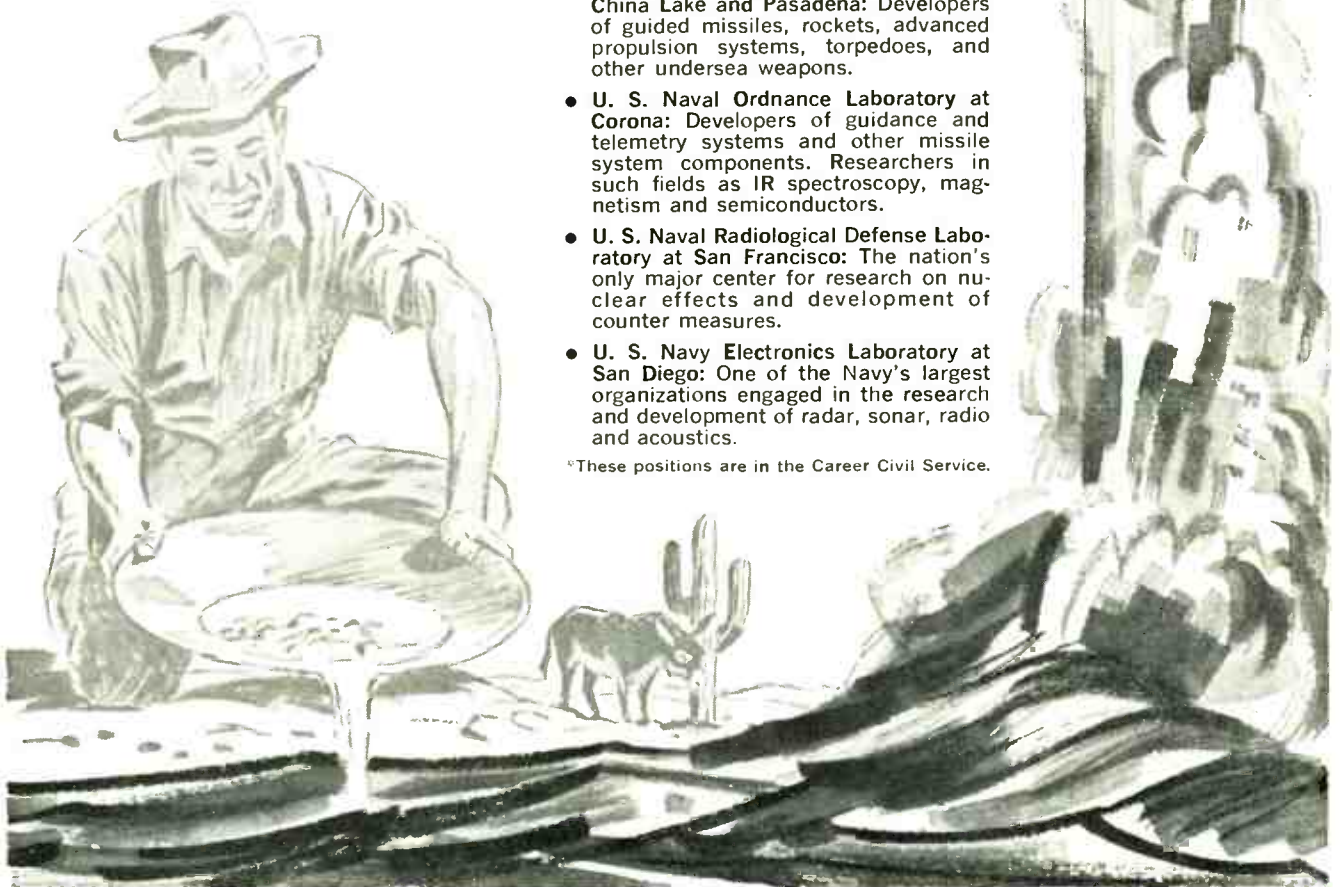 China Lake and Pasadena: Developers
of guided missiles, rockets, advanced
propulsion systems, torpedoes, and
other undersea weapons.
● U. S. Naval Ordnance Laboratory at
Corona: Developers of guidance and
telemetry systems and other missile
system components. Researchers in
such fields as IR spectroscopy, mag-
netism and semiconductors.
● U. S. Naval Radiological Defense Labo-
ratory at San Francisco: The nation's
only major center for research on nu-
clear effects and development of
counter measures.
● U. S. Navy Electronics Laboratory at
San Diego: One of the Navy's largest
organizations engaged in the research
and development of radar, sonar, radio
and acoustics.
*These positions are in the Career Civil Service.